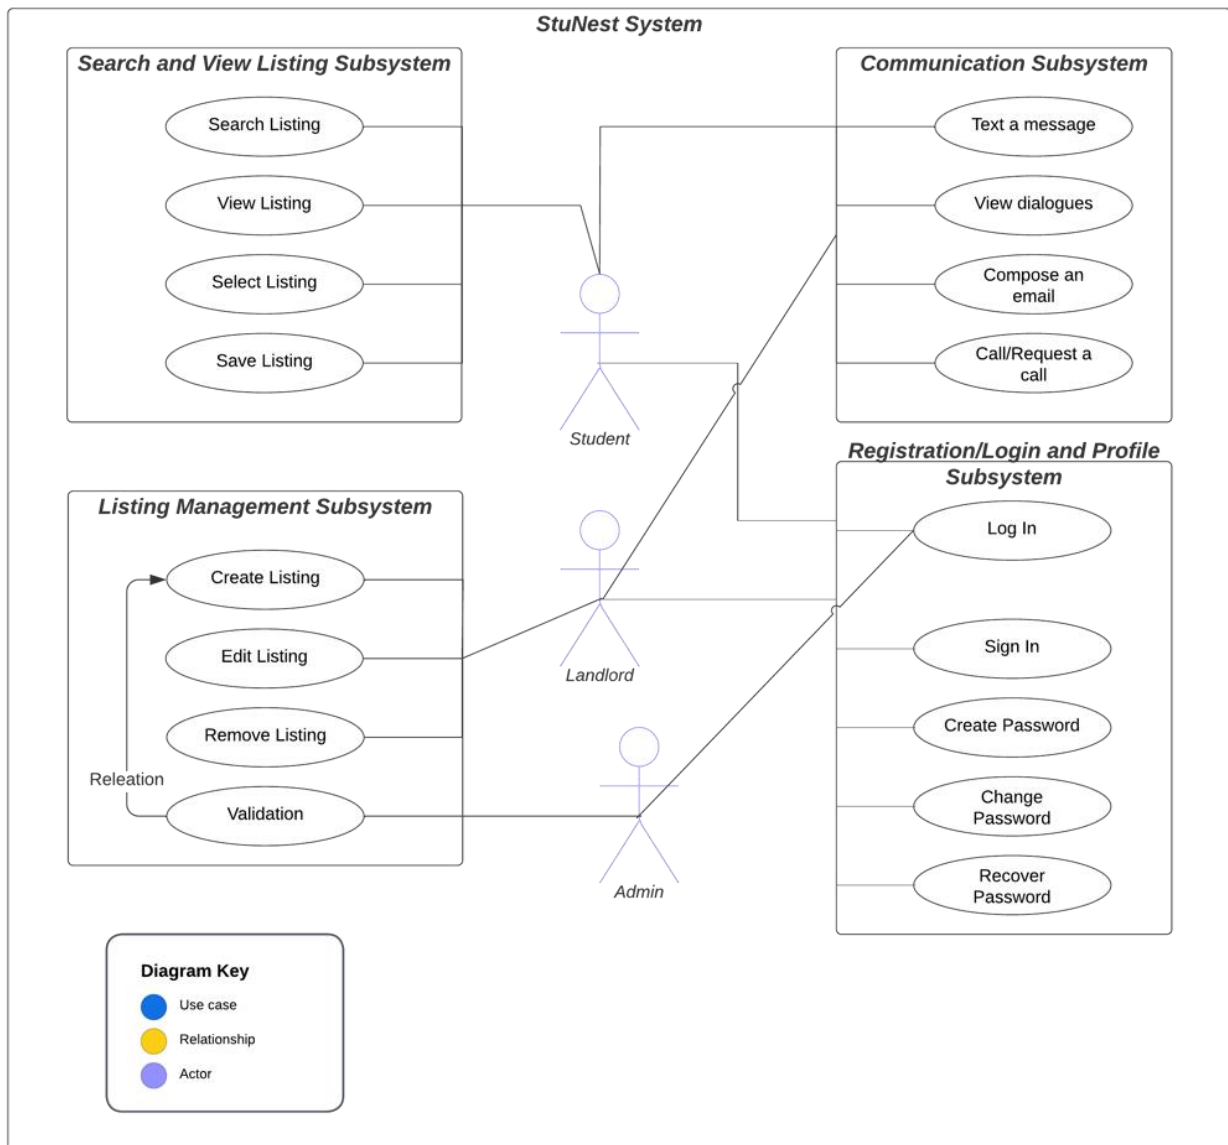 StuNest System
Search and View Listing Subsystem
Search Listing
View Listing
Select Listing
Save Listing
Communication Subsystem
Text a message
View dialogues
Compose an
email
Call/Request a
call
Student
Listing Management Subsystem
Create Listing
Edit Listing
Remove Listing
Releation
Validation
Landlord
Admin
Registration/Login and Profile
Subsystem
Log In
Sign In
Create Password
Change
Password
Recover
Password
Diagram Key
Use case
Relationship
Actor